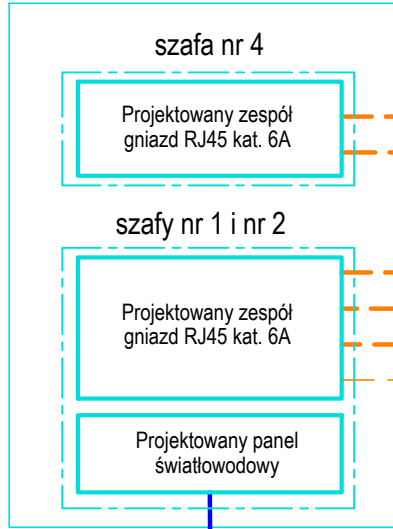 szafa nr 4
Projektowany zespół
gniazd RJ45 kat. 6A
szafy nr 1 i nr 2
Projektowany zespół
gniazd RJ45 kat. 6A
Projektowany panel
światłowodowy